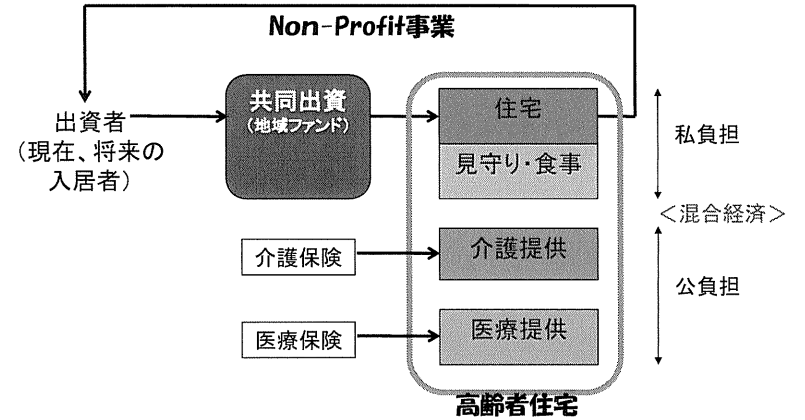 Non-Profit事業
出資者
(現在、将来の
入居者)
共同出資
(地域ファンド)
住宅
見守り・食事
私負担
＜混合経済＞
介護保険
介護提供
公負担
医療保険
医療提供
高齢者住宅